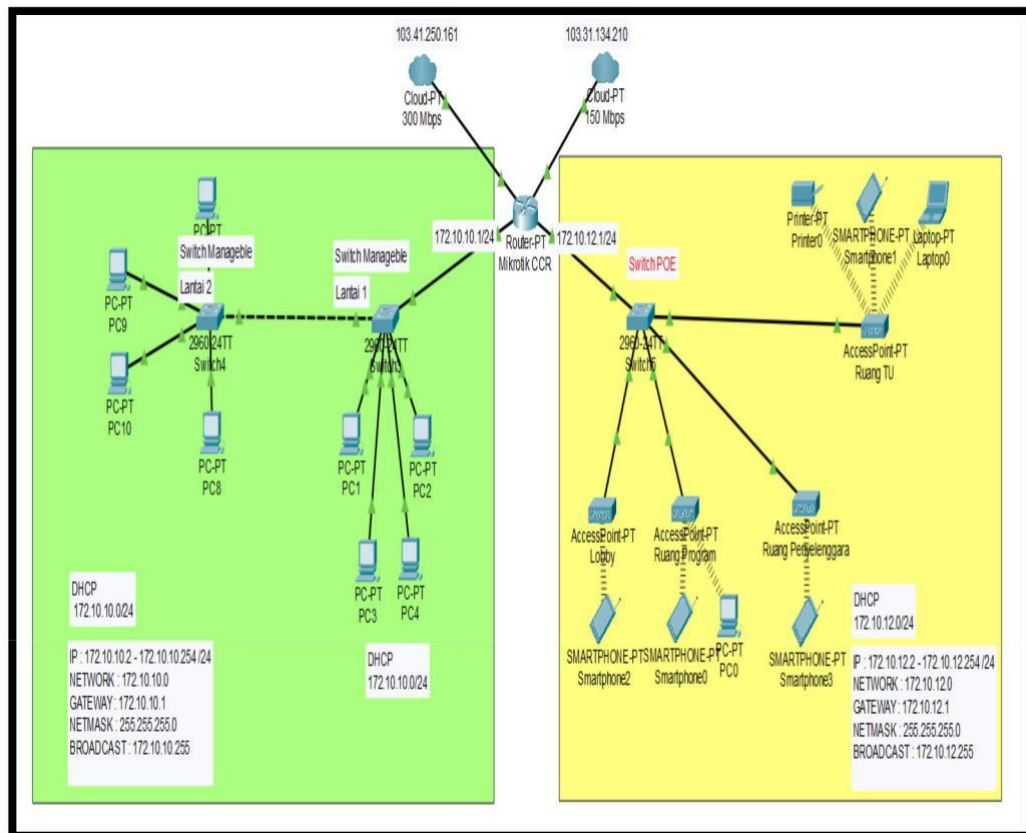 103.41.250.161
103.31.134.210
Cloud-PT
300 Mbps
Cloud-PT
150 Mbps
172.10.10.1/24
Router-PT
Mikrotik CCR
172.10.12.1/24
PC-PT
Switch Manageble
Lantai 2
PC-PT
PC9
2960-24TT
Switch4
PC-PT
PC10
PC-PT
PC8
Switch Manageble
Lantai 1
2960-24TT
Switch3
PC-PT
PC1
PC-PT
PC2
PC-PT
PC3
PC-PT
PC4
DHCP
172.10.10.0/24
IP : 172.10.10.2 - 172.10.10.254 /24
NETWORK : 172.10.10.0
GATEWAY : 172.10.10.1
NETMASK : 255.255.255.0
BROADCAST : 172.10.10.255
DHCP
172.10.10.0/24
Switch POE
2960-24TT
Switch5
Printer-PT
Printer0
SMARTPHONE-PT
Smartphone1
Laptop-PT
Laptop0
AccessPoint-PT
Ruang TU
AccessPoint-PT
Lobby
AccessPoint-PT
Ruang Program
AccessPoint-PT
Ruang Penyelenggara
SMARTPHONE-PT
Smartphone2
SMARTPHONE-PT
Smartphone0
PC-PT
PC0
SMARTPHONE-PT
Smartphone3
DHCP
172.10.12.0/24
IP : 172.10.12.2 - 172.10.12.254 /24
NETWORK : 172.10.12.0
GATEWAY : 172.10.12.1
NETMASK : 255.255.255.0
BROADCAST : 172.10.12.255